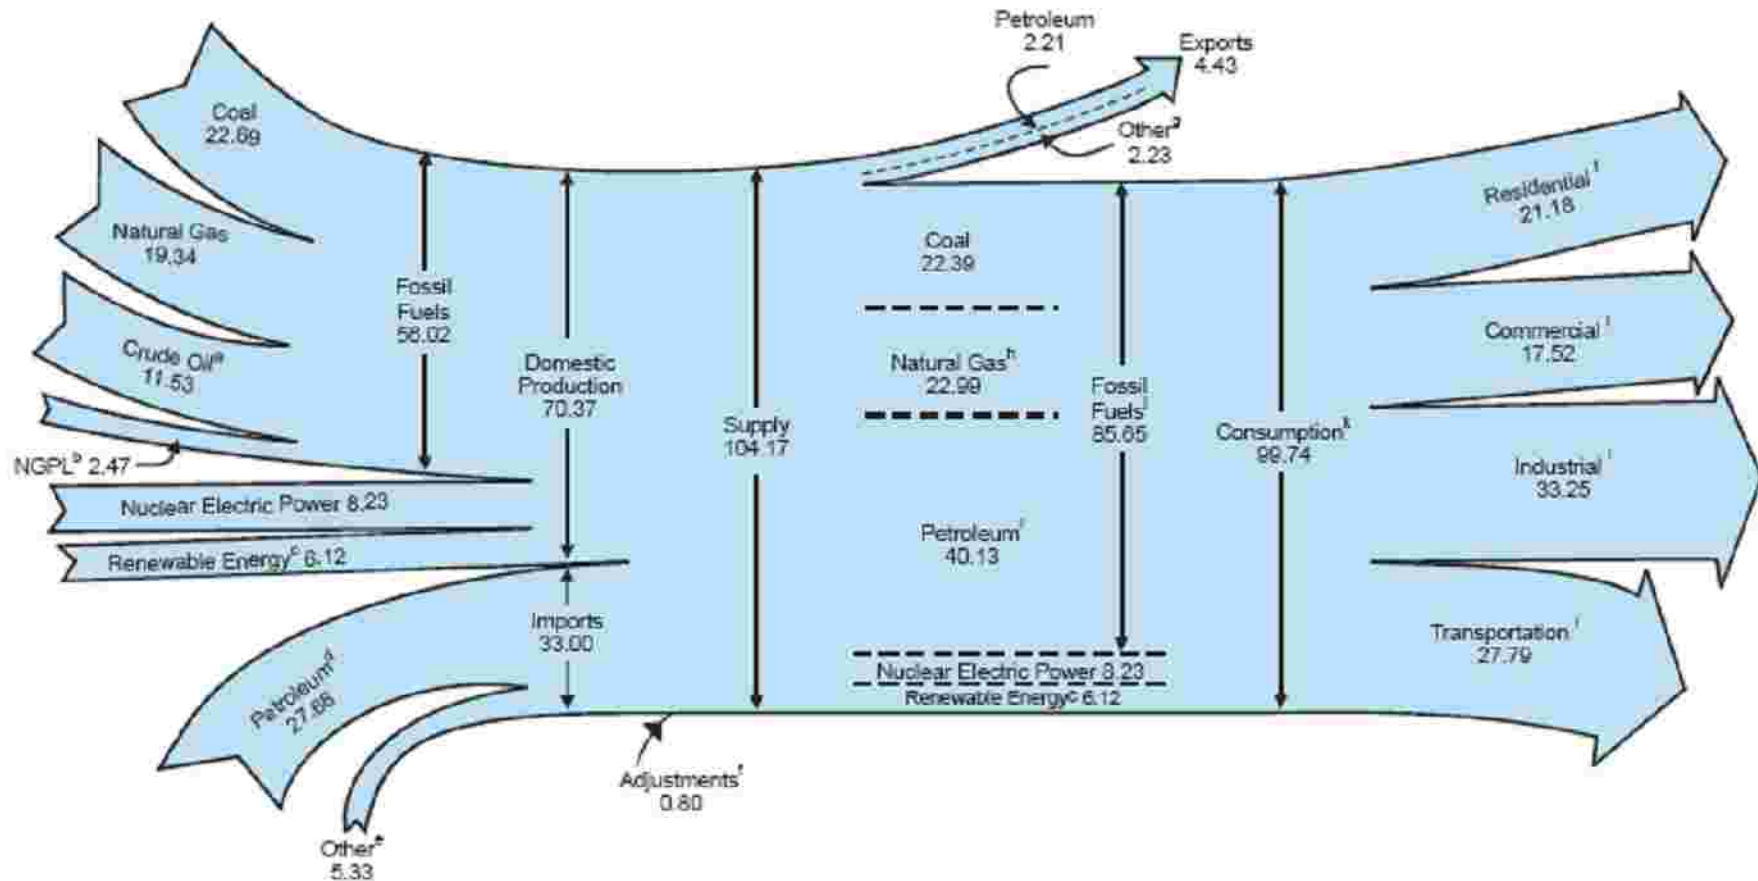 Petroleum
2.21
Exports
4.43
Other^g
2.23
Coal
22.69
Natural Gas
19.34
Crude Oil^a
11.53
NGPL^b 2.47
Nuclear Electric Power 8.23
Renewable Energy^c 6.12
Petroleum^d
Other^e
5.33
Fossil
Fuels
Domestic
Production
70.37
Imports
33.00
Adjustments^f
0.80
Supply
104.17
Coal
22.39
Natural Gas^h
22.99
Petroleum
40.13
Nuclear Electric Power 8.23
Renewable Energy^c 6.12
Fossil
Fuels
85.65
Consumption^k
99.74
Residential
21.18
Commercial
17.52
Industrial
33.25
Transportation
27.79